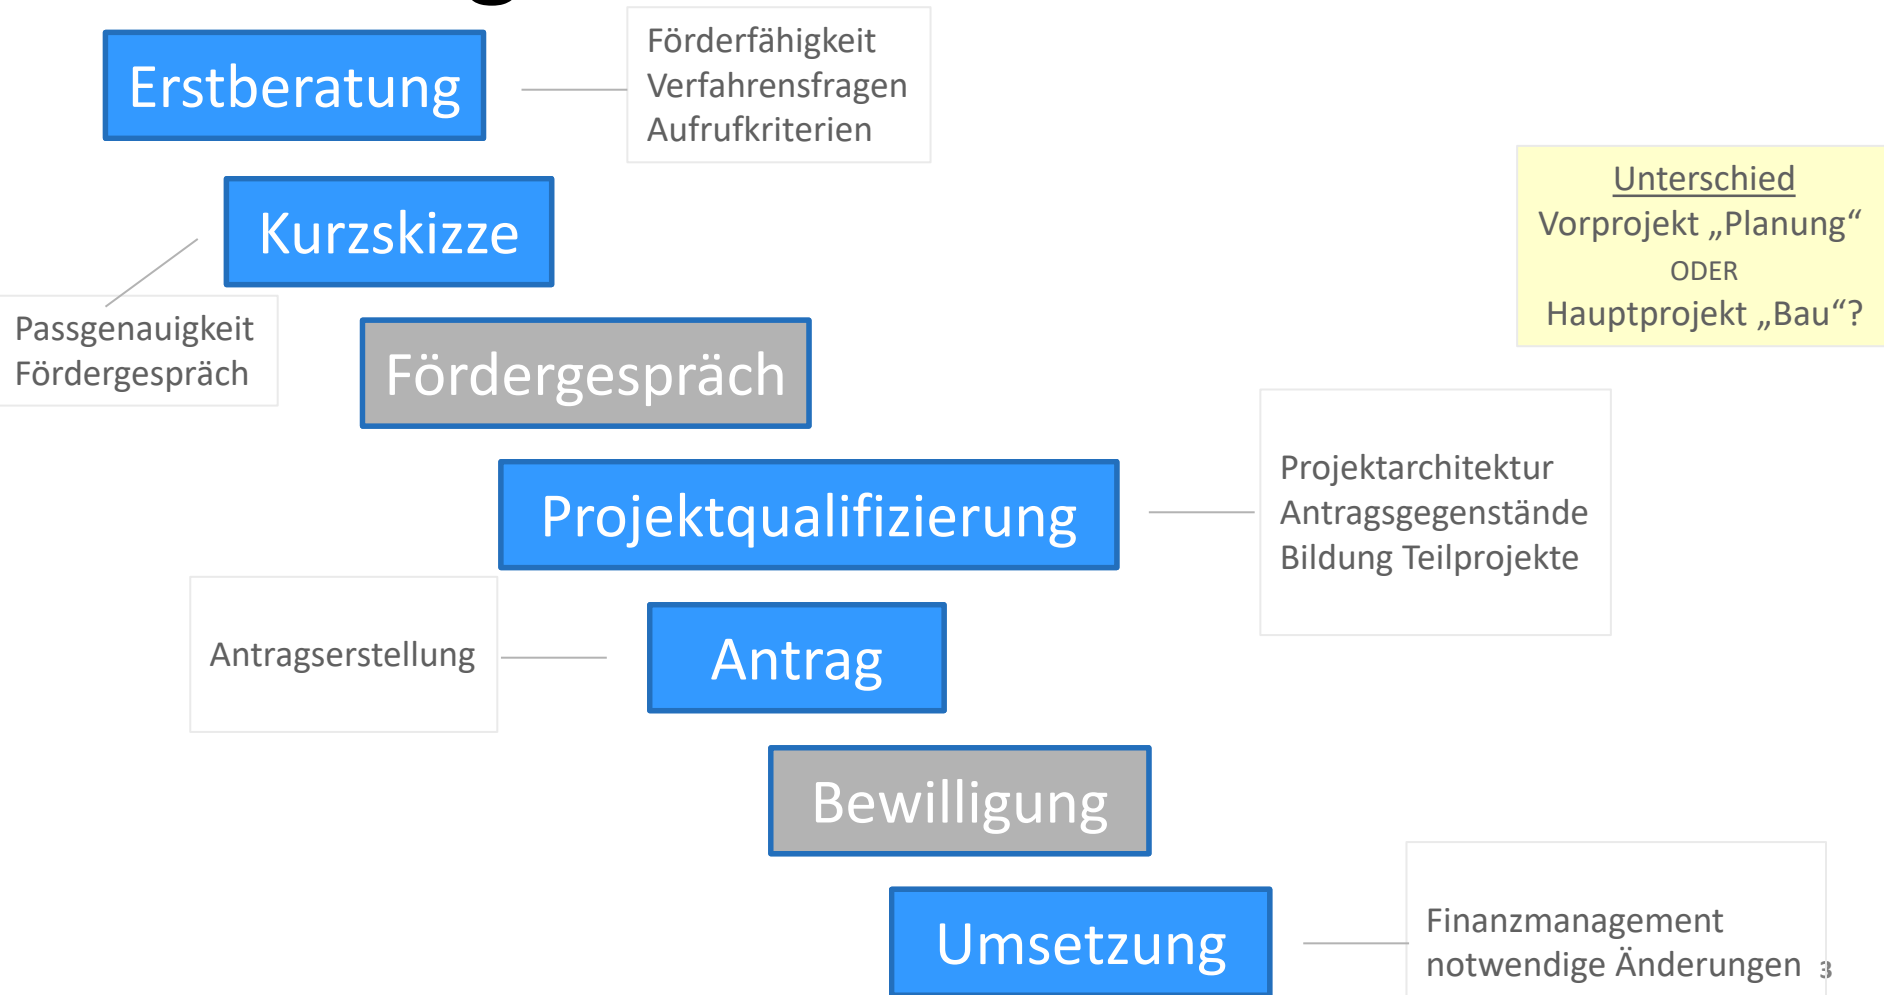 Erstberatung
Förderfähigkeit
Verfahrensfragen
Aufrufkriterien
Unterschied
Vorprojekt „Planung“
ODER
Hauptprojekt „Bau“?
Kurzskizze
Passgenauigkeit
Fördergespräch
Fördergespräch
Projektqualifizierung
Projektarchitektur
Antragsgegenstände
Bildung Teilprojekte
Antragserstellung
Antrag
Bewilligung
Umsetzung
Finanzmanagement
notwendige Änderungen
3